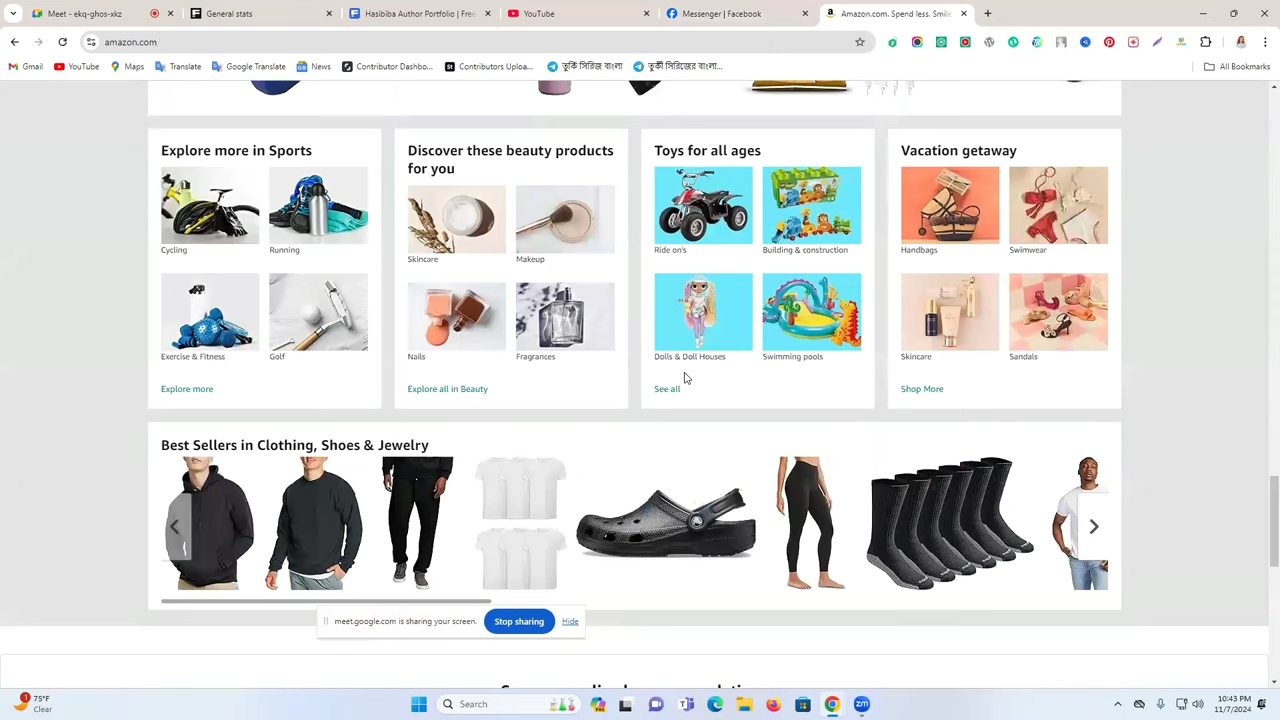 Meet - ekq-ghos-xkz
General stats
Hasibiba Author Portfolio | Free
YouTube
Messenger | Facebook
Amazon.com. Spend less. Smile
amazon.com
Gmail
YouTube
Maps
Translate
Google Translate
News
Contributor Dashbo...
Contributors Uploa...
তুর্কি সিরিজ বাংলা
তুর্কী সিরিজের বাংলা...
All Bookmarks
Explore more in Sports
Cycling
Running
Exercise & Fitness
Golf
Explore more
Discover these beauty products
for you
Skincare
Makeup
Nails
Fragrances
Explore all in Beauty
Toys for all ages
Ride on's
Building & construction
Dolls & Doll Houses
Swimming pools
See all
Vacation getaway
Handbags
Swimwear
Skincare
Sandals
Shop More
Best Sellers in Clothing, Shoes & Jewelry
meet.google.com is sharing your screen.
Stop sharing
Hide
1
75°F
Clear
Search
10:43 PM
11/7/2024